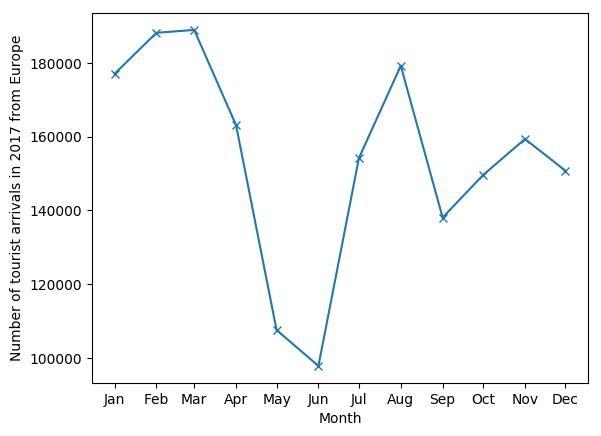 Number of tourist arrivals in 2017 from Europe
180000
160000
140000
120000
100000
Jan Feb Mar Apr May Jun Jul Aug Sep Oct Nov Dec
Month